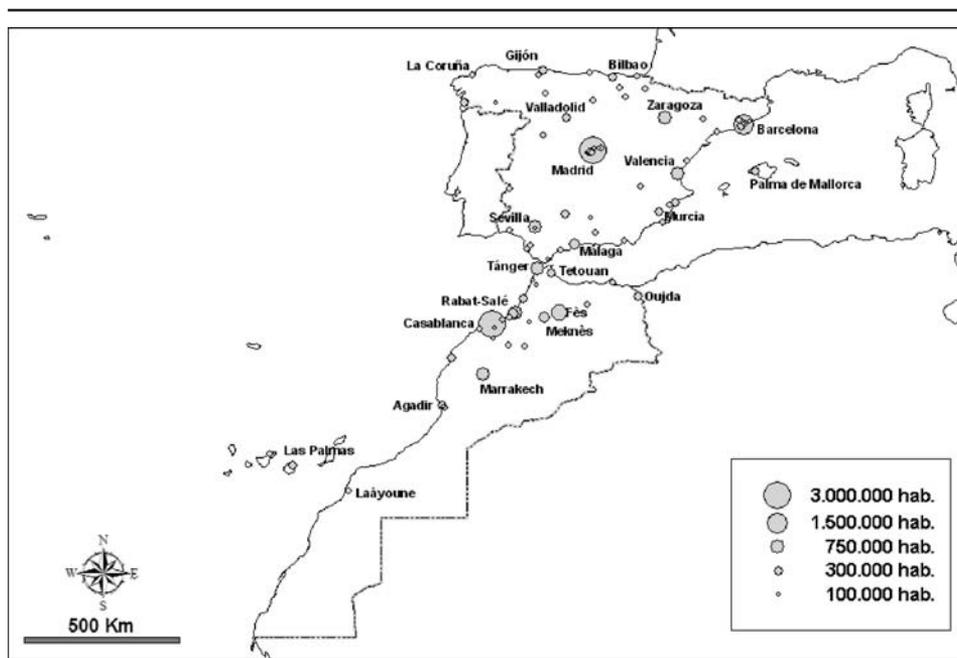 Gijón
La Coruña
Bilbao
Valladolid
Zaragoza
Barcelona
Madrid
Valencia
Palma de Mallorca
Sevilla
Murcia
Málaga
Tánger
Tetouan
Rabat-Salé
Oujda
Casablanca
Fès
Meknès
Marrakech
Agadir
Las Palmas
Laâyoune
3.000.000 hab.
1.500.000 hab.
750.000 hab.
300.000 hab.
100.000 hab.
N
W E
S
500 Km